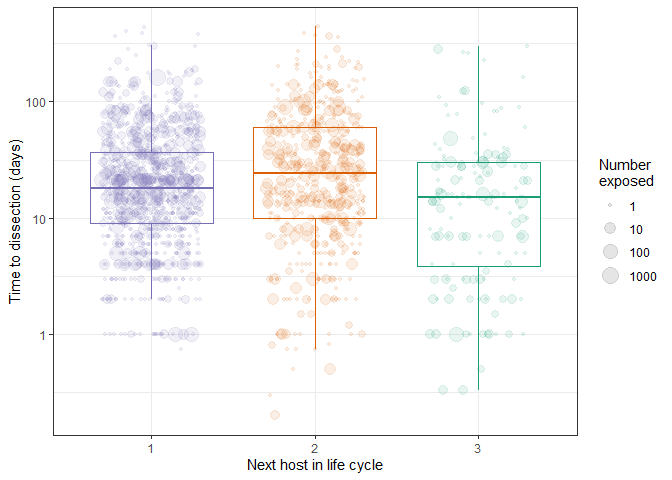 Time to dissection (days)
100
10
1
1
2
3
Next host in life cycle
Number
exposed
1
10
100
1000